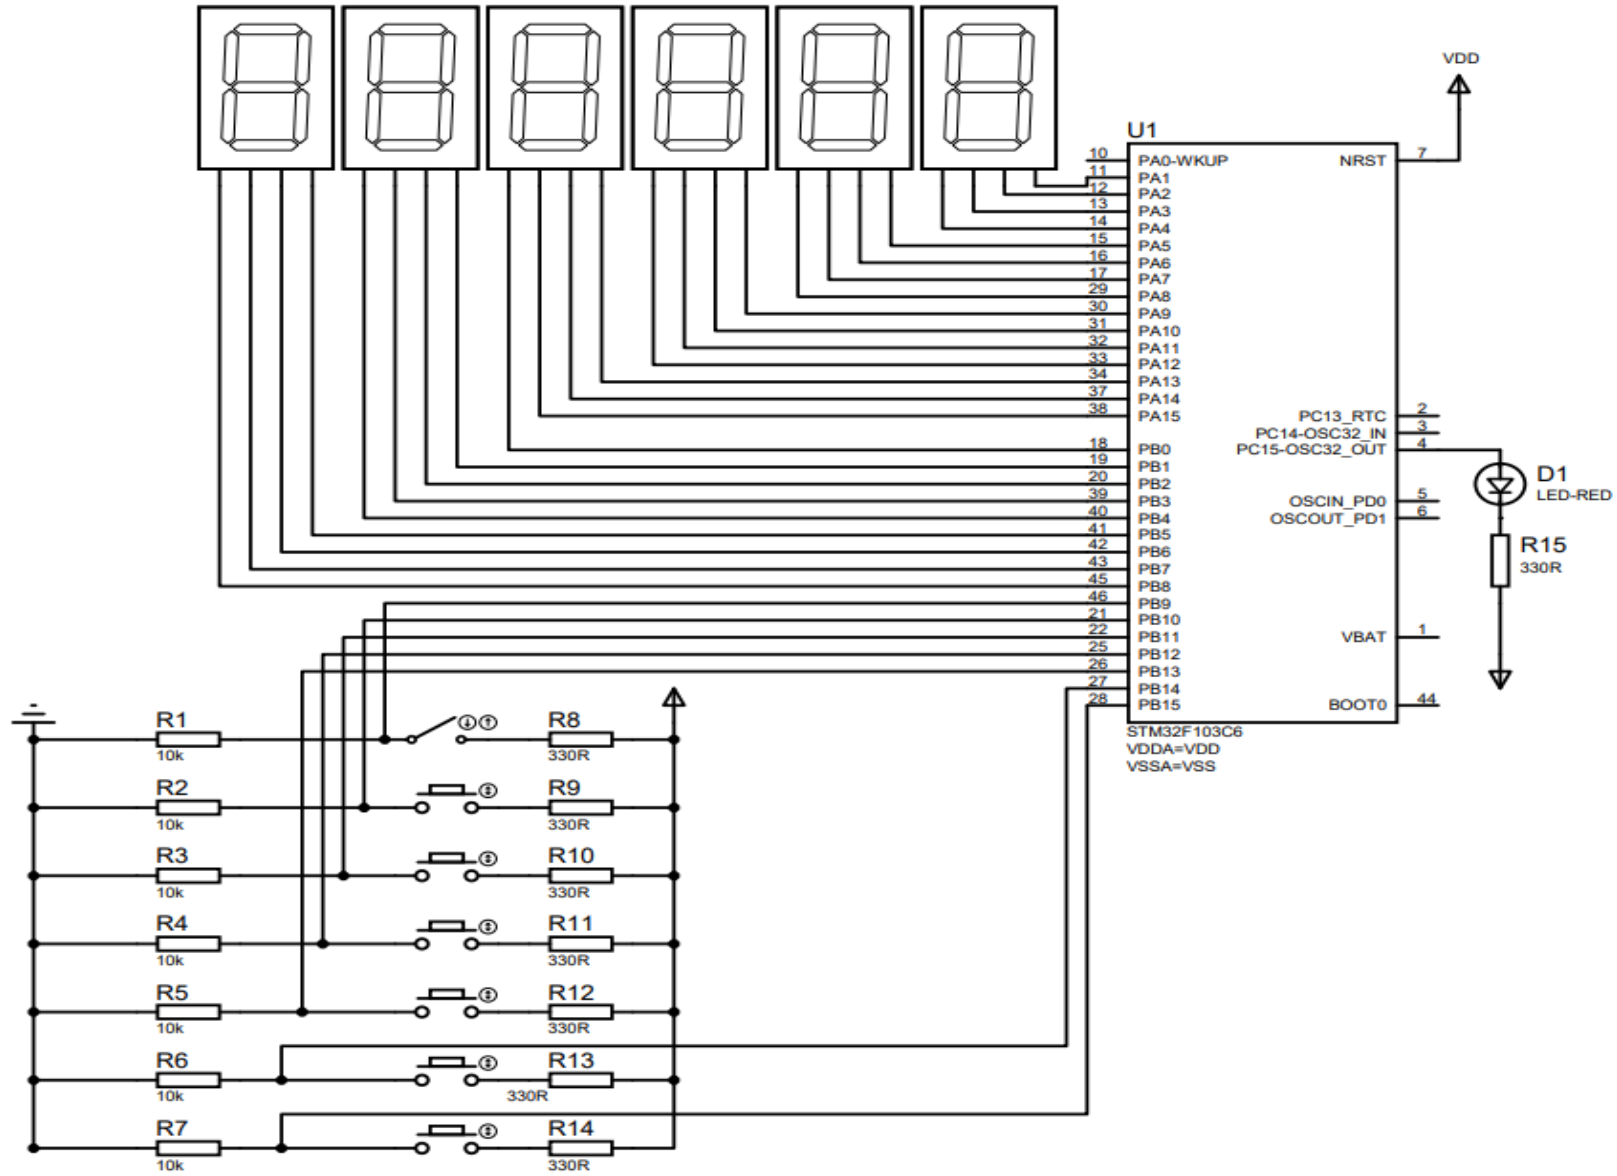 VDD
U1
10 PA0-WKUP NRST 7
11 PA1
12 PA2
13 PA3
14 PA4
15 PA5
16 PA6
17 PA7
29 PA8
30 PA9
31 PA10
32 PA11
33 PA12
34 PA13
37 PA14
38 PA15 PC13_RTC 2
PC14-OSC32_IN 3
18 PB0 PC15-OSC32_OUT 4
19 PB1
20 PB2
39 PB3 OSCIN_PD0 5
40 PB4 OSCOUT_PD1 6
41 PB5
42 PB6
43 PB7
45 PB8
46 PB9
21 PB10
22 PB11 VBAT 1
25 PB12
26 PB13
27 PB14
28 PB15 BOOT0 44
STM32F103C6
VDDA=VDD
VSSA=VSS
D1
LED-RED
R15
330R
R1 R8
10k 330R
R2 R9
10k 330R
R3 R10
10k 330R
R4 R11
10k 330R
R5 R12
10k 330R
R6 R13
10k 330R
R7 R14
10k 330R